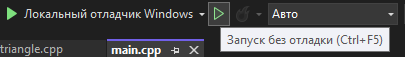 Локальный отладчик Windows Авто
triangle.cpp main.cpp Запуск без отладки (Ctrl+F5)